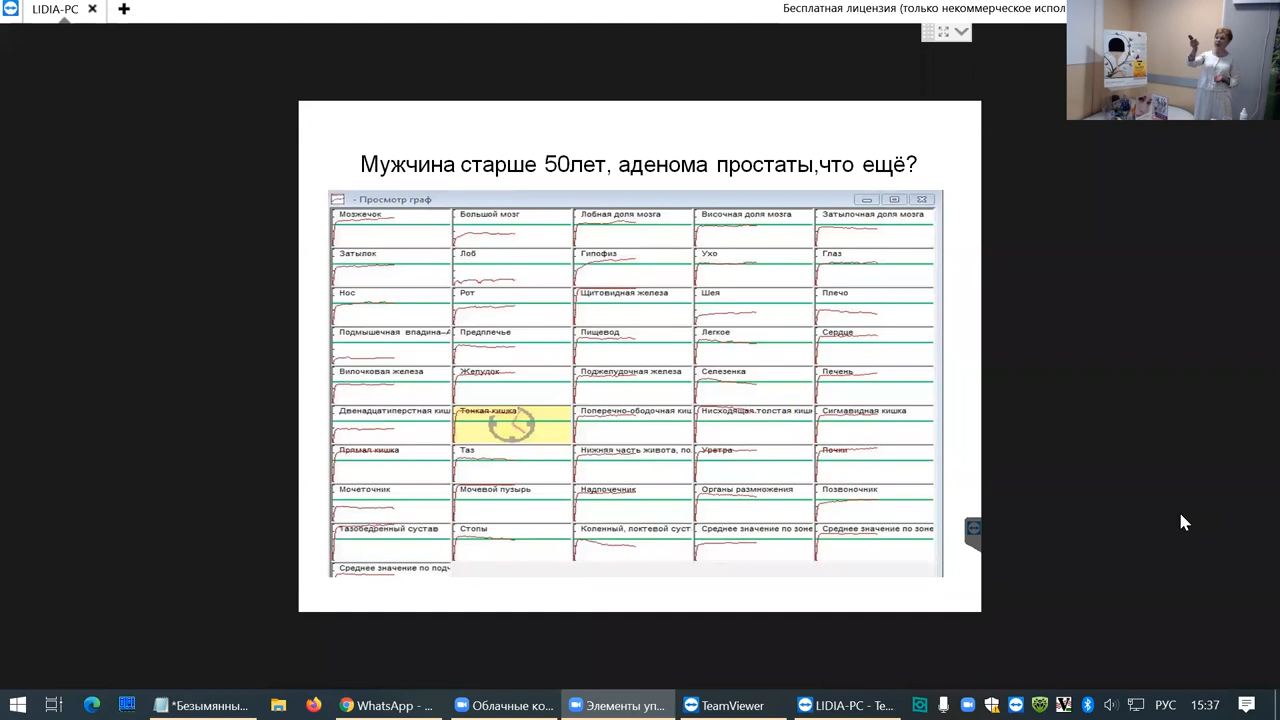 LIDIA-PC
Бесплатная лицензия (только некоммерческое испол
Мужчина старше 50лет, аденома простаты,что ещё?
- Просмотр граф
Мозжечок Большой мозг Лобная доля мозга Височная доля мозга Затылочная доля мозга
Затылок Лоб Гипофиз Ухо Глаз
Нос Рот Щитовидная железа Шея Плечо
Подмышечная впадина–А Предплечье Пищевод Легкое Сердце
Вилочковая железа Желудок Поджелудочная железа Селезенка Печень
Двенадцатиперстная киш Тонкая кишка Поперечно-ободочная киш Нисходящая толстая кишк Сигмавидная кишка
Прямая кишка Таз Нижняя часть живота, по. Уретра Почки
Мочеточник Мочевой пузырь Надпочечник Органы размножения Позвоночник
Тазобедренный сустав Стопы Коленный, локтевой суст Среднее значение по зоне Среднее значение по зоне
Среднее значение по подч
*Безымянны... WhatsApp - ... Облачные ко... Элементы уп... TeamViewer LIDIA-PC - Te... РУС 15:37